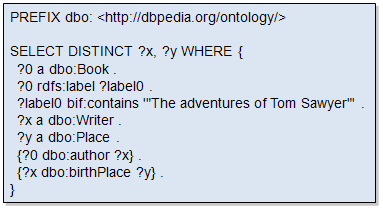 PREFIX dbo: <http://dbpedia.org/ontology/>
SELECT DISTINCT ?x, ?y WHERE {
?0 a dbo:Book .
?0 rdfs:label ?label0 .
?label0 bif:contains '"The adventures of Tom Sawyer"' .
?x a dbo:Writer .
?y a dbo:Place .
{?0 dbo:author ?x} .
{?x dbo:birthPlace ?y} .
}